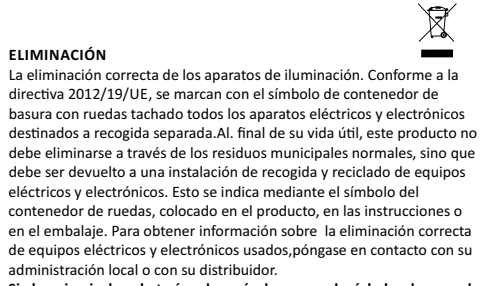 ELIMINACIÓN
La eliminación correcta de los aparatos de iluminación. Conforme a la
directiva 2012/19/UE, se marcan con el símbolo de contenedor de
basura con ruedas tachado todos los aparatos eléctricos y electrónicos
destinados a recogida separada.Al. final de su vida útil, este producto no
debe eliminarse a través de los residuos municipales normales, sino que
debe ser devuelto a una instalación de recogida y reciclado de equipos
eléctricos y electrónicos. Esto se indica mediante el símbolo del
contenedor de ruedas, colocado en el producto, en las instrucciones o
en el embalaje. Para obtener información sobre  la eliminación correcta
de equipos eléctricos y electrónicos usados,póngase en contacto con su
administración local o con su distribuidor.